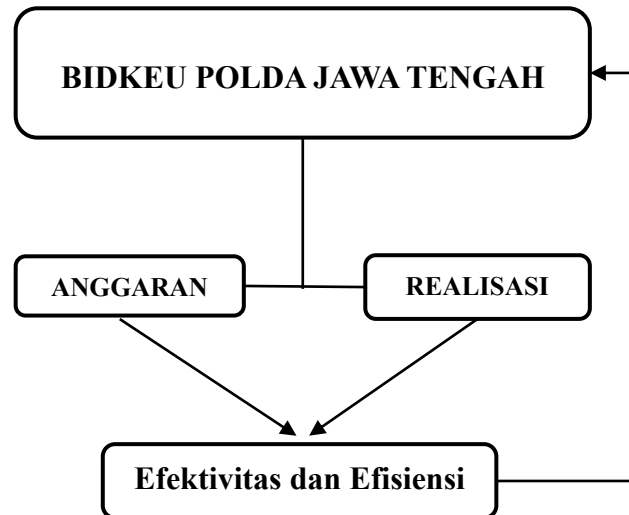 BIDKEU POLDA JAWA TENGAH
ANGGARAN
REALISASI
Efektivitas dan Efisiensi